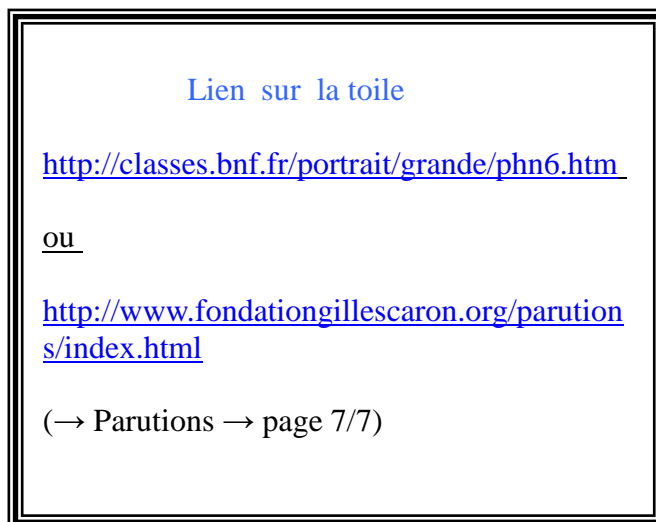 Lien sur la toile
http://classes.bnf.fr/portrait/grande/phn6.htm
ou
http://www.fondationgillescaron.org/parution
s/index.html
(→ Parutions → page 7/7)